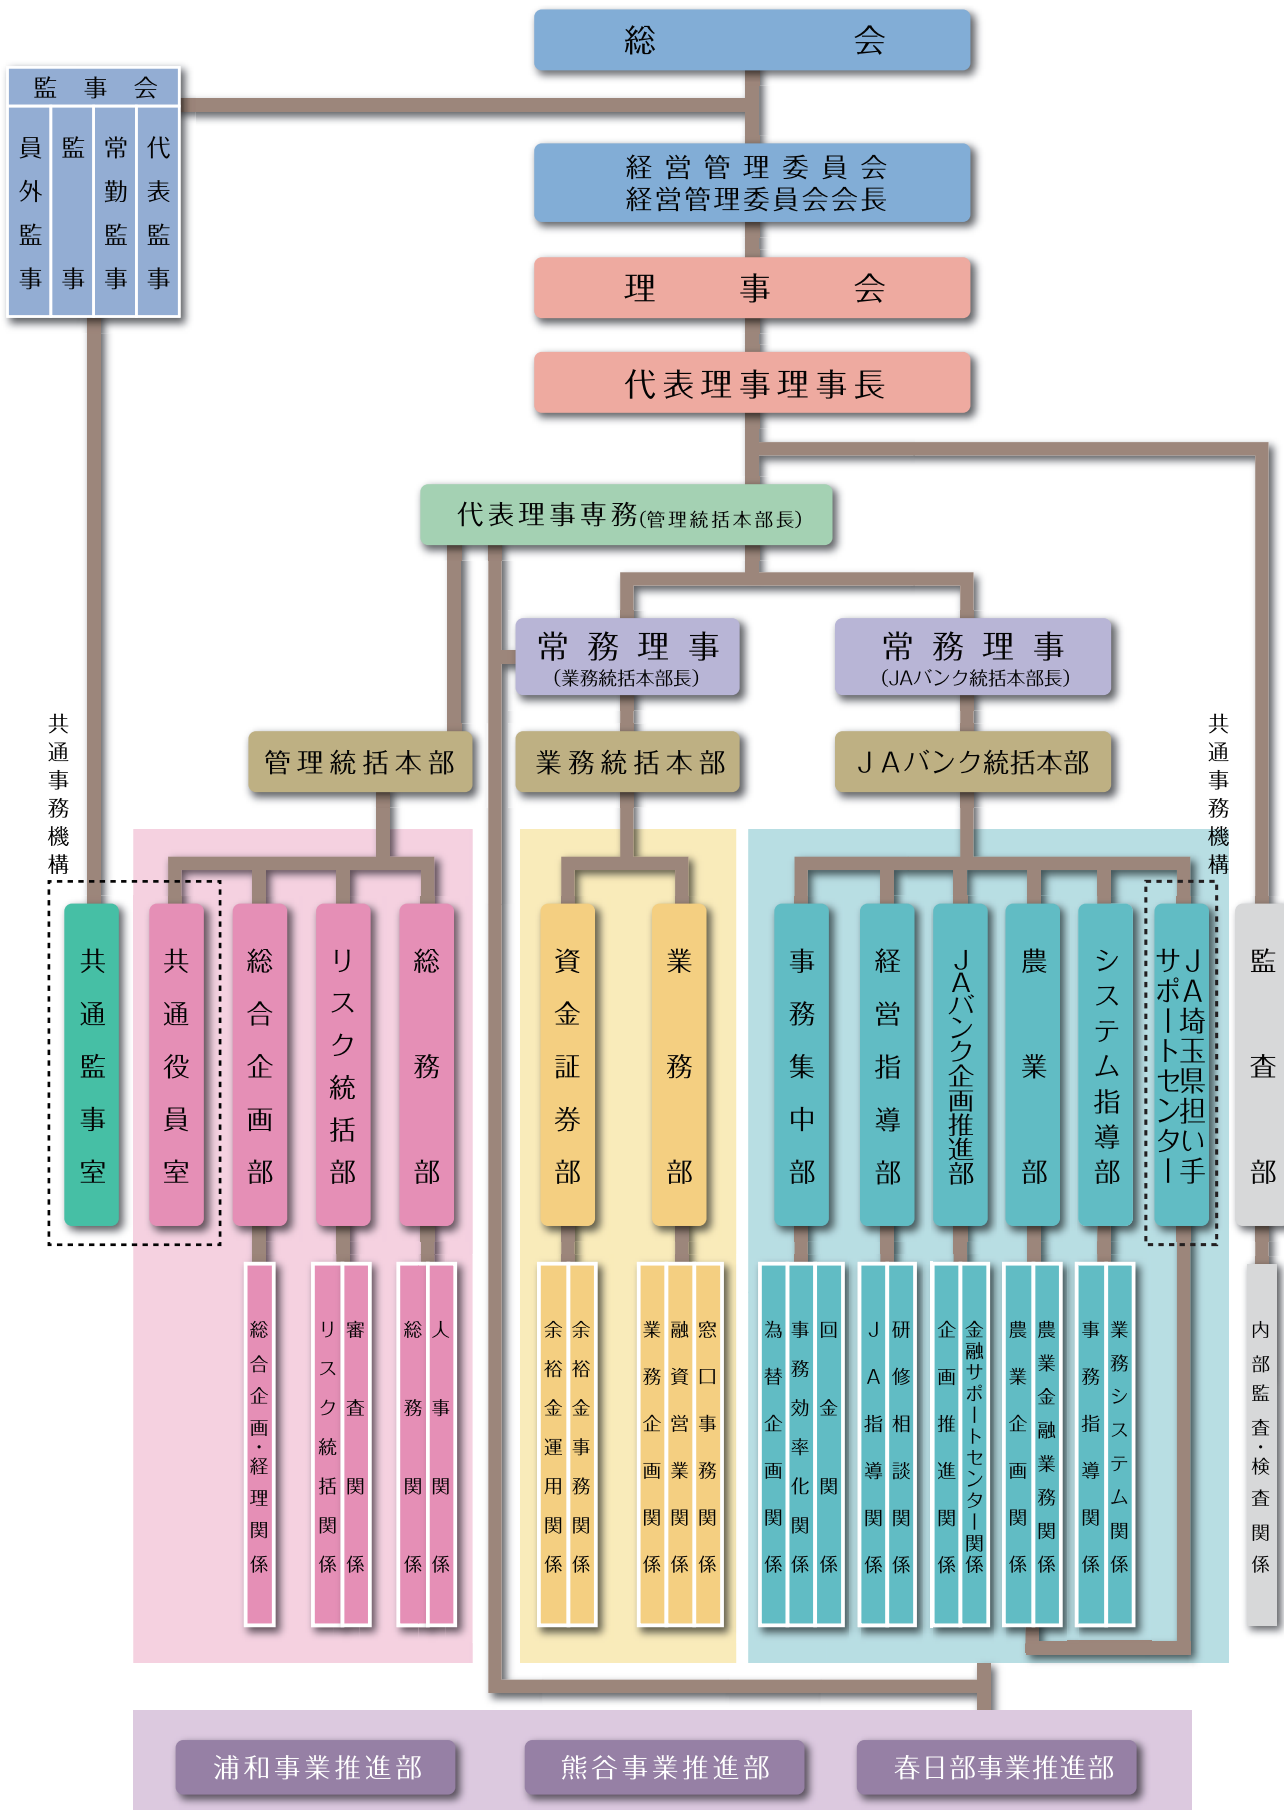 総会
監事会
代表監事
常勤監事
監事
員外監事
経営管理委員会
経営管理委員会会長
理事会
代表理事理事長
代表理事専務(管理統括本部長)
常務理事
(業務統括本部長)
常務理事
(JAバンク統括本部長)
管理統括本部
業務統括本部
JAバンク統括本部
共通事務機構
共通事務機構
共通監事室
共通役員室
総合企画部
リスク統括部
総務部
資金証券部
業務部
事務集中部
経営指導部
JAバンク企画推進部
農業部
システム指導部
JA埼玉県担い手
サポートセンター
監査部
総合企画・経理関係
リスク統括関係
審査関係
総務関係
人事関係
余裕金運用関係
余裕金事務関係
業務企画関係
融資営業関係
窓口事務関係
為替企画関係
事務効率化関係
回金関係
JA指導関係
研修相談関係
企画推進関係
金融サポートセンター関係
農業企画関係
農業金融業務関係
事務指導関係
業務システム関係
内部監査・検査関係
浦和事業推進部
熊谷事業推進部
春日部事業推進部